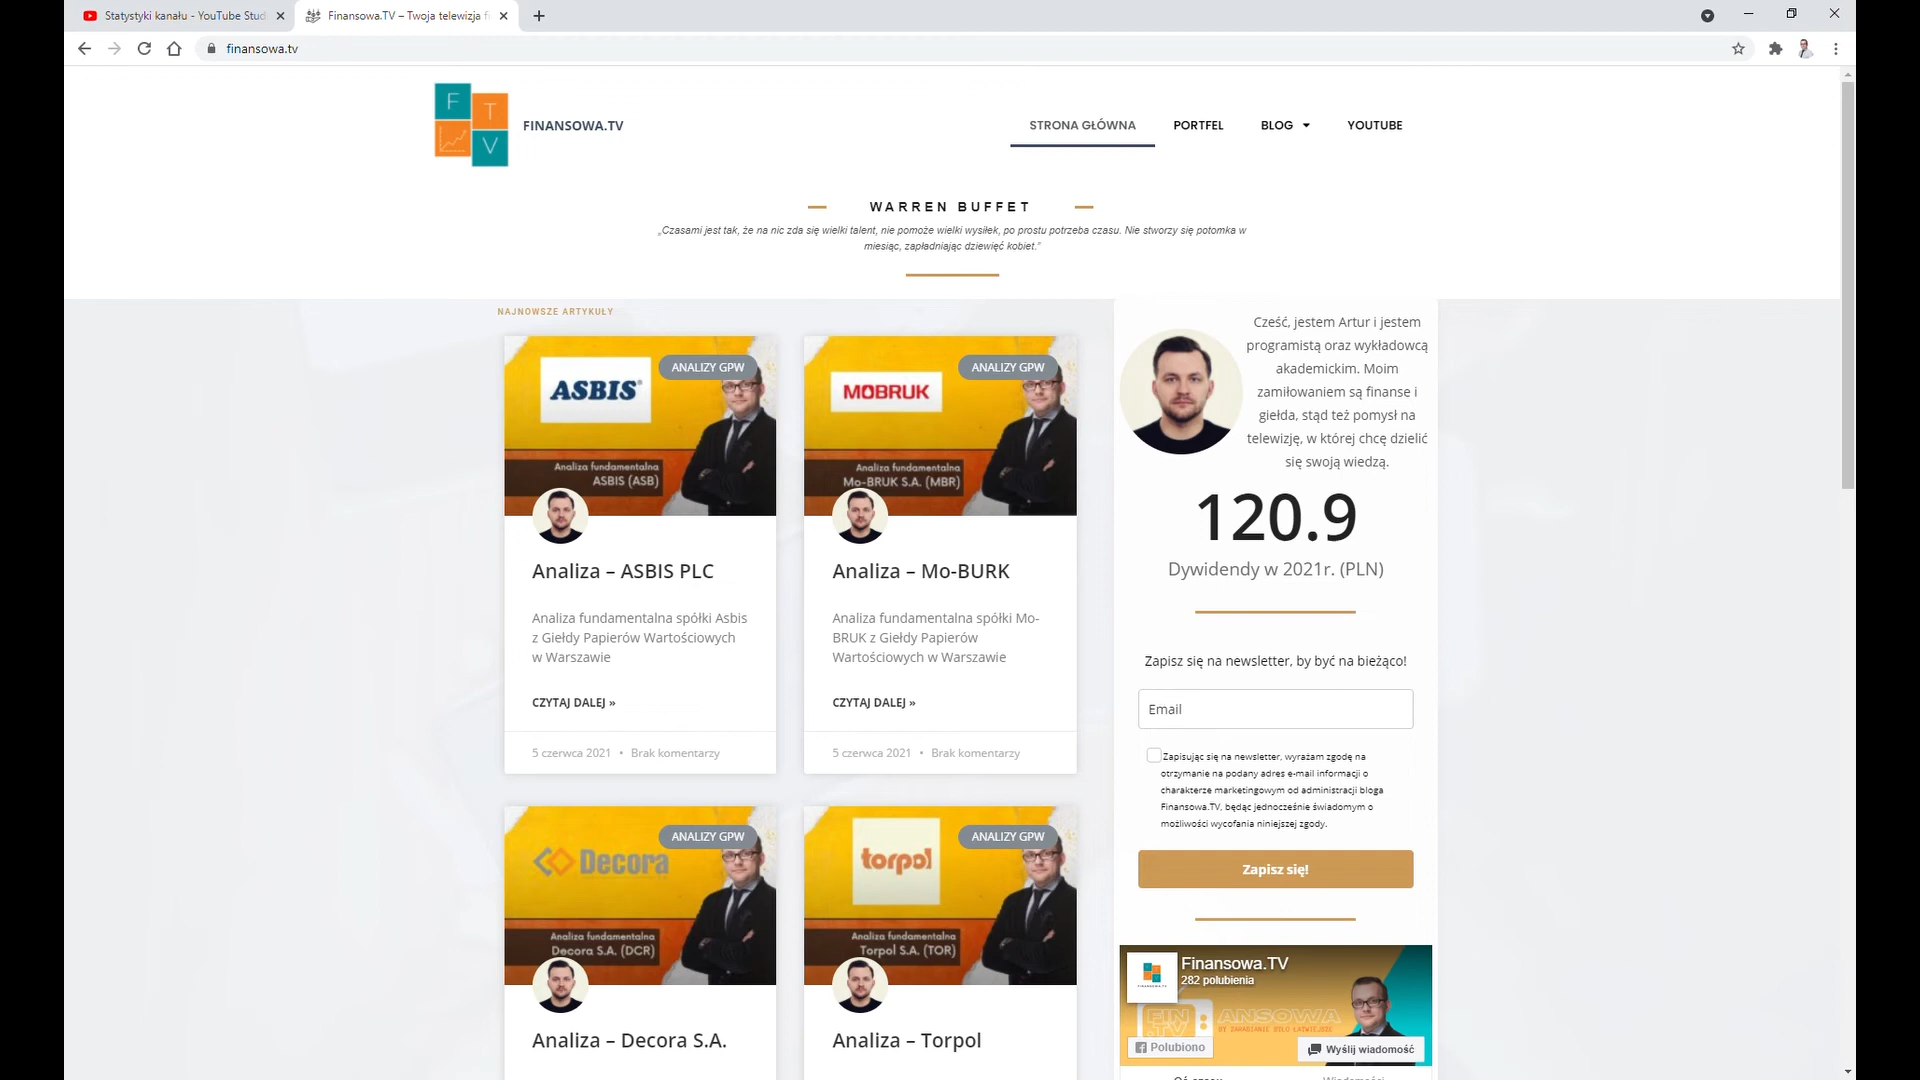 Statystyki kanału - YouTube Stud
Finansowa.TV – Twoja telewizja f
finansowa.tv
F
T
V
FINANSOWA.TV
STRONA GŁÓWNA
PORTFEL
BLOG
YOUTUBE
WARREN BUFFET
„Czasami jest tak, że na nic zda się wielki talent, nie pomoże wielki wysiłek, po prostu potrzeba czasu. Nie stworzy się potomka w
miesiąc, zapładniając dziewięć kobiet.”
NAJNOWSZE ARTYKUŁY
ASBIS
ANALIZY GPW
Analiza fundamentalna
ASBIS (ASB)
Analiza – ASBIS PLC
Analiza fundamentalna spółki Asbis
z Giełdy Papierów Wartościowych
w Warszawie
CZYTAJ DALEJ »
5 czerwca 2021 • Brak komentarzy
MOBRUK
ANALIZY GPW
Analiza fundamentalna
Mo-BRUK S.A. (MBR)
Analiza – Mo-BURK
Analiza fundamentalna spółki Mo-
BRUK z Giełdy Papierów
Wartościowych w Warszawie
CZYTAJ DALEJ »
5 czerwca 2021 • Brak komentarzy
Decora
ANALIZY GPW
Analiza fundamentalna
Decora S.A. (DCR)
Analiza – Decora S.A.
torpol
ANALIZY GPW
Analiza fundamentalna
Torpol S.A. (TOR)
Analiza – Torpol
Cześć, jestem Artur i jestem
programistą oraz wykładowcą
akademickim. Moim
zamiłowaniem są finanse i
giełda, stąd też pomysł na
telewizję, w której chcę dzielić
się swoją wiedzą.
120.9
Dywidendy w 2021r. (PLN)
Zapisz się na newsletter, by być na bieżąco!
Email
Zapisując się na newsletter, wyrażam zgodę na
otrzymanie na podany adres e-mail informacji o
charakterze marketingowym od administracji bloga
Finansowa.TV, będąc jednocześnie świadomym o
możliwości wycofania niniejszej zgody.
Zapisz się!
Finansowa.TV
282 polubienia
FIN
TV
ANSOWA
BY ZARABIANIE BYŁO ŁATWIEJSZE
Polubiono
Wyślij wiadomość
Oś czasu
Wiadomości